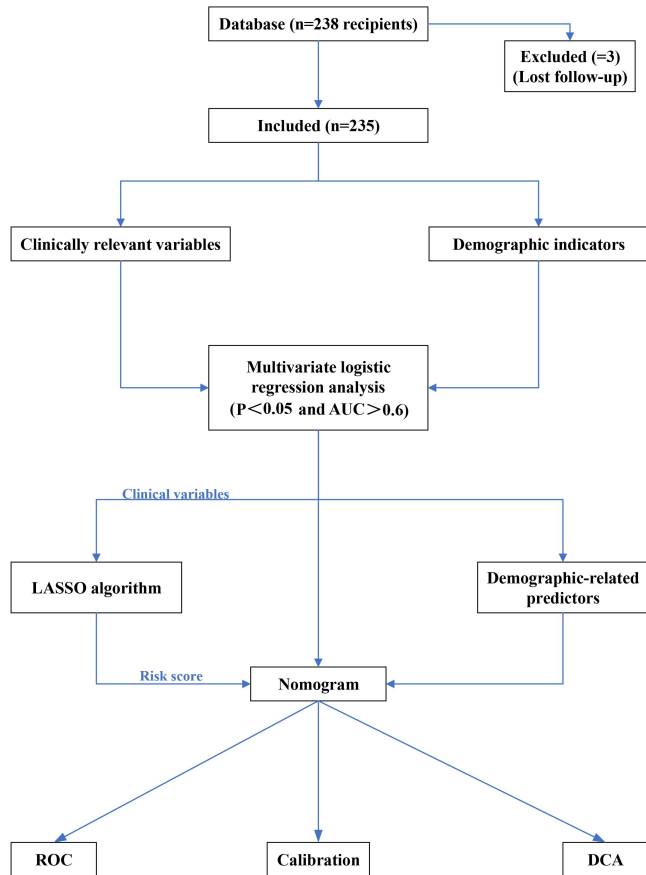 Database (n=238 recipients)
Excluded (=3)
(Lost follow-up)
Included (n=235)
Clinically relevant variables
Demographic indicators
Multivariate logistic
regression analysis
(P＜0.05 and AUC＞0.6)
Clinical variables
LASSO algorithm
Demographic-related
predictors
Risk score
Nomogram
ROC
Calibration
DCA